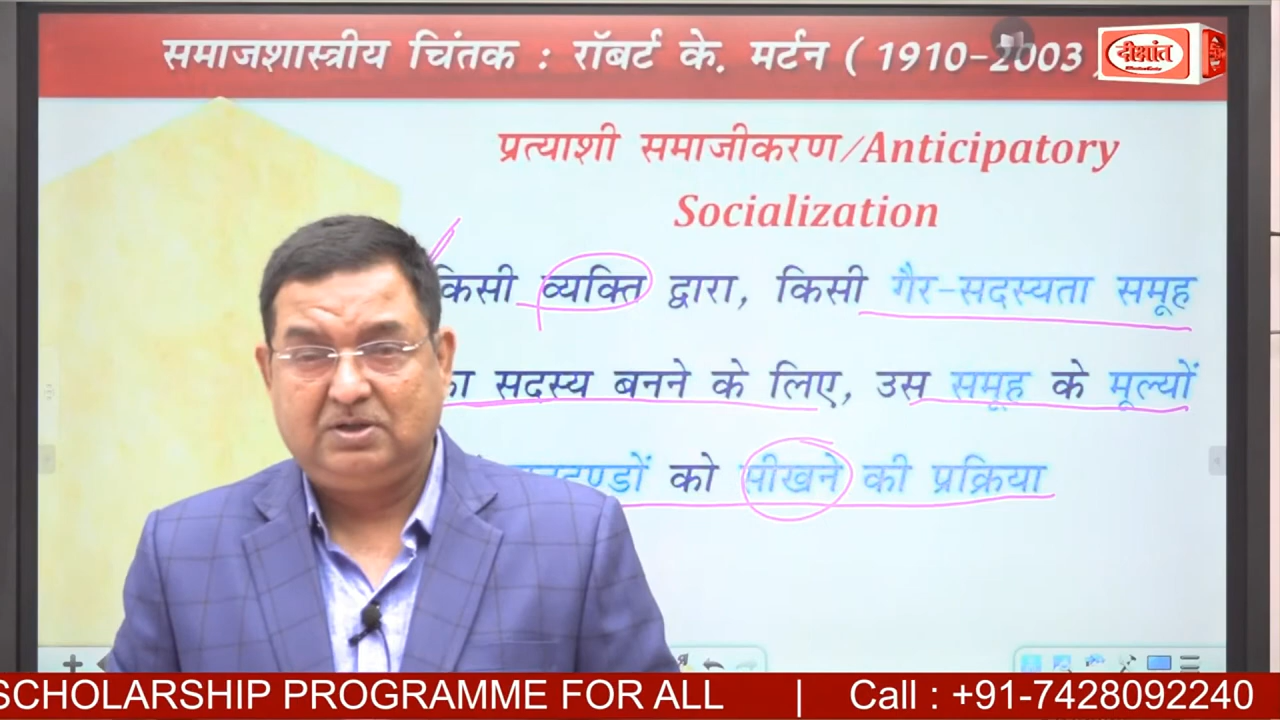 समाजशास्त्रीय चिंतक : रॉबर्ट के. मर्टन ( 1910-2003
दीक्षांत
प्रत्याशी समाजीकरण/Anticipatory
Socialization
किसी व्यक्ति द्वारा, किसी गैर-सदस्यता समूह
का सदस्य बनने के लिए, उस समूह के मूल्यों
को सीखने की प्रक्रिया
SCHOLARSHIP PROGRAMME FOR ALL | Call : +91-7428092240